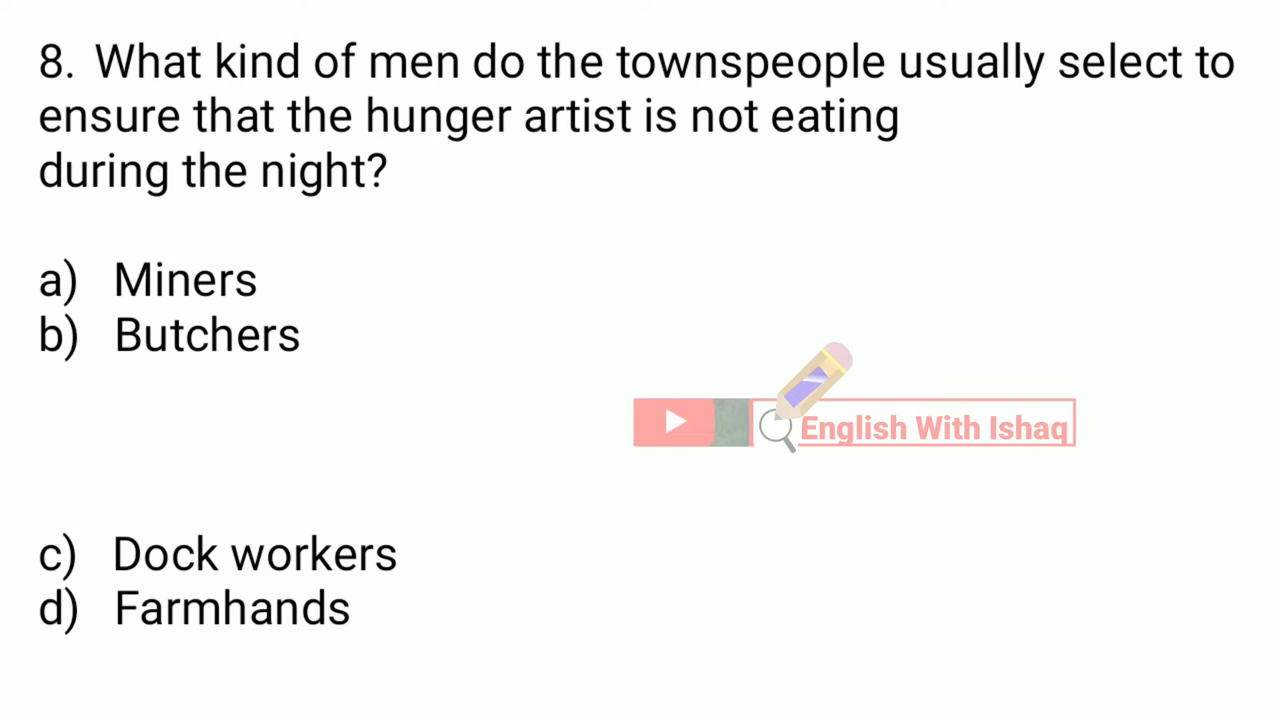 8. What kind of men do the townspeople usually select to
ensure that the hunger artist is not eating
during the night?
a) Miners
b) Butchers
English With Ishaq
c) Dock workers
d) Farmhands